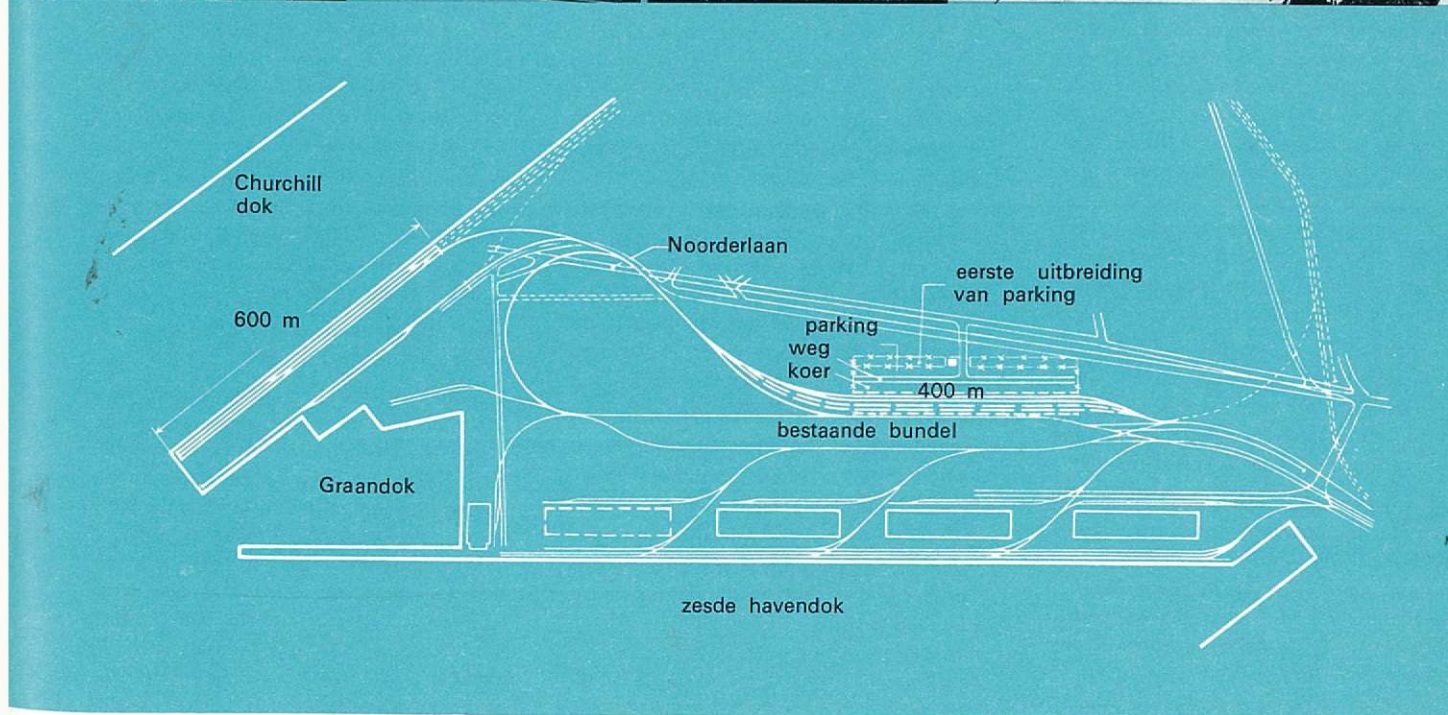 Churchill
dok
Noorderlaan
eerste uitbreiding
van parking
600 m
parking
weg
koer
400 m
bestaande bundel
Graandok
zesde havendok